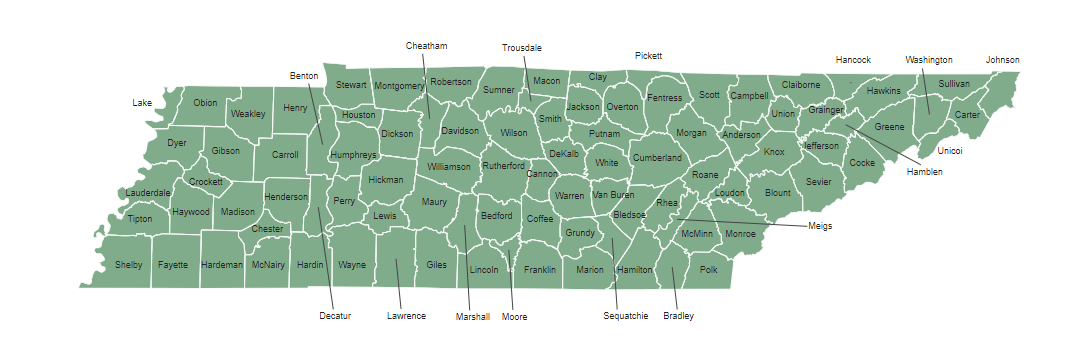 Cheatham
Trousdale
Pickett
Hancock
Washington
Johnson
Benton
Stewart
Montgomery
Robertson
Sumner
Macon
Clay
Fentress
Scott
Campbell
Claiborne
Hawkins
Sullivan
Lake
Obion
Weakley
Henry
Houston
Dickson
Davidson
Wilson
Smith
Jackson
Overton
Putnam
Morgan
Anderson
Union
Grainger
Greene
Carter
Unicoi
Dyer
Gibson
Carroll
Humphreys
Williamson
Rutherford
Cannon
DeKalb
White
Cumberland
Roane
Knox
Jefferson
Cocke
Hamblen
Lauderdale
Crockett
Haywood
Madison
Henderson
Perry
Hickman
Lewis
Maury
Bedford
Coffee
Warren
Van Buren
Bledsoe
Rhea
Loudon
Blount
Sevier
Tipton
Chester
Grundy
McMinn
Monroe
Meigs
Shelby
Fayette
Hardeman
McNairy
Hardin
Wayne
Giles
Lincoln
Franklin
Marion
Hamilton
Polk
Decatur
Lawrence
Marshall
Moore
Sequatchie
Bradley